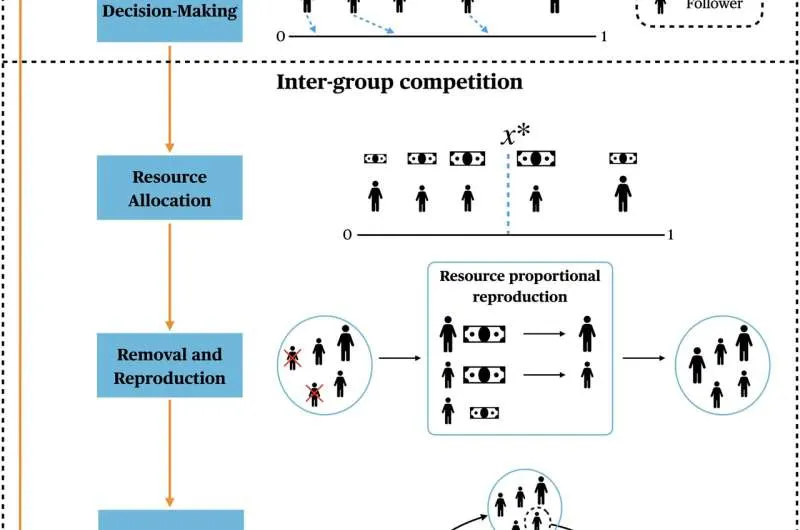 Decision-Making
0 1
Follower
Inter-group competition
x*
Resource
Allocation
0 1
Resource proportional
reproduction
Removal and
Reproduction